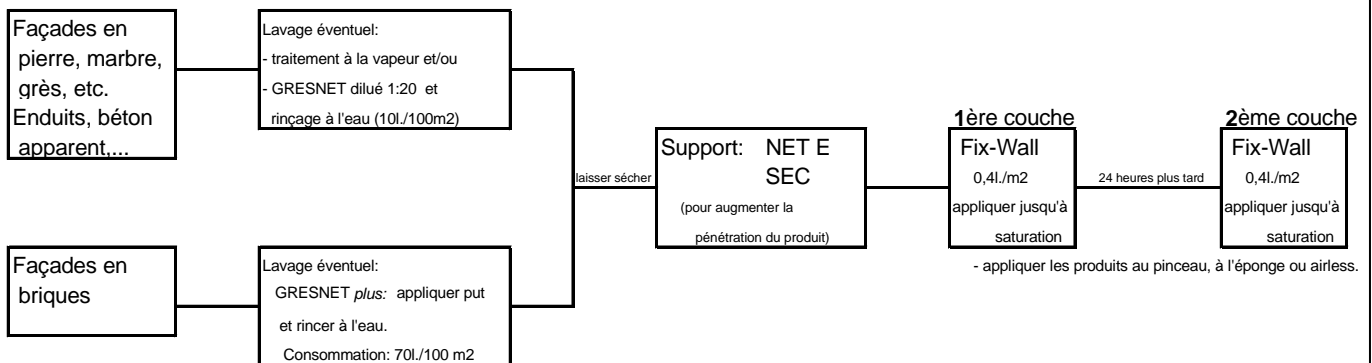 Façades en
pierre, marbre,
grès, etc.
Enduits, béton
apparent,...
Lavage éventuel:
- traitement à la vapeur et/ou
- GRESNET dilué 1:20 et
rinçage à l'eau (10l./100m2)
Façades en
briques
Lavage éventuel:
GRESNET plus: appliquer put
et rincer à l'eau.
Consommation: 70l./100 m2
laisser sécher
Support: NET E
SEC
(pour augmenter la
pénétration du produit)
1ère couche
Fix-Wall
0,4l./m2
appliquer jusqu'à
saturation
24 heures plus tard
2ème couche
Fix-Wall
0,4l./m2
appliquer jusqu'à
saturation
- appliquer les produits au pinceau, à l'éponge ou airless.